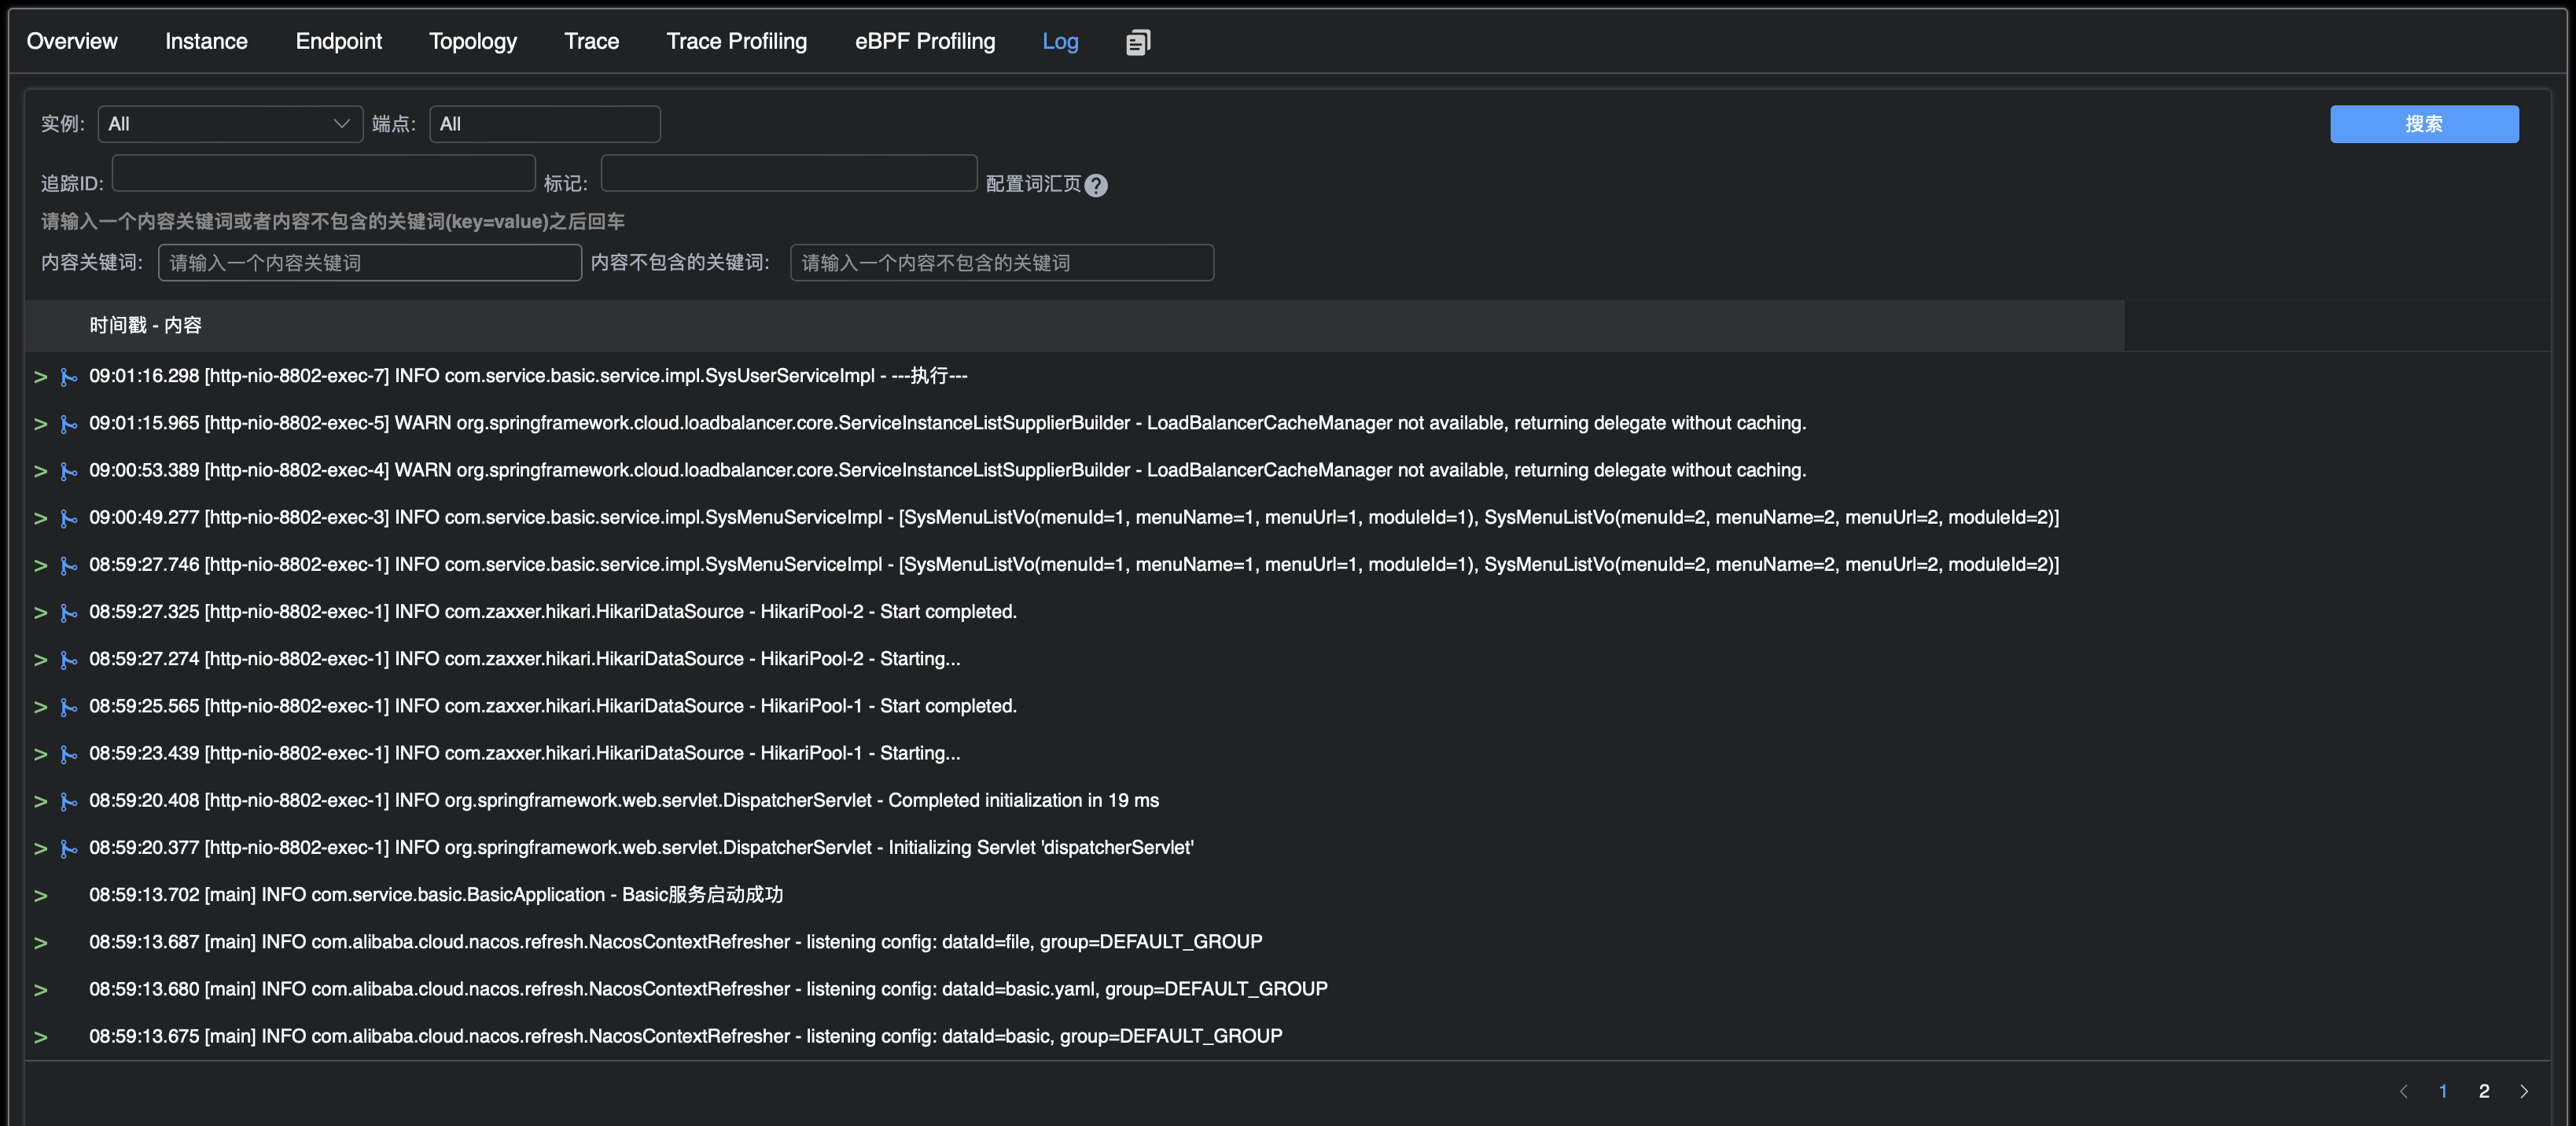 Overview Instance Endpoint Topology Trace Trace Profiling eBPF Profiling Log
实例: All 端点: All 搜索
追踪ID: 标记: 配置词汇页 ?
请输入一个内容关键词或者内容不包含的关键词(key=value)之后回车
内容关键词: 请输入一个内容关键词 内容不包含的关键词: 请输入一个内容不包含的关键词
时间戳 - 内容
> 09:01:16.298 [http-nio-8802-exec-7] INFO com.service.basic.service.impl.SysUserServiceImpl - ---执行---
> 09:01:15.965 [http-nio-8802-exec-5] WARN org.springframework.cloud.loadbalancer.core.ServiceInstanceListSupplierBuilder - LoadBalancerCacheManager not available, returning delegate without caching.
> 09:00:53.389 [http-nio-8802-exec-4] WARN org.springframework.cloud.loadbalancer.core.ServiceInstanceListSupplierBuilder - LoadBalancerCacheManager not available, returning delegate without caching.
> 09:00:49.277 [http-nio-8802-exec-3] INFO com.service.basic.service.impl.SysMenuServiceImpl - [SysMenuListVo(menuId=1, menuName=1, menuUrl=1, moduleId=1), SysMenuListVo(menuId=2, menuName=2, menuUrl=2, moduleId=2)]
> 08:59:27.746 [http-nio-8802-exec-1] INFO com.service.basic.service.impl.SysMenuServiceImpl - [SysMenuListVo(menuId=1, menuName=1, menuUrl=1, moduleId=1), SysMenuListVo(menuId=2, menuName=2, menuUrl=2, moduleId=2)]
> 08:59:27.325 [http-nio-8802-exec-1] INFO com.zaxxer.hikari.HikariDataSource - HikariPool-2 - Start completed.
> 08:59:27.274 [http-nio-8802-exec-1] INFO com.zaxxer.hikari.HikariDataSource - HikariPool-2 - Starting...
> 08:59:25.565 [http-nio-8802-exec-1] INFO com.zaxxer.hikari.HikariDataSource - HikariPool-1 - Start completed.
> 08:59:23.439 [http-nio-8802-exec-1] INFO com.zaxxer.hikari.HikariDataSource - HikariPool-1 - Starting...
> 08:59:20.408 [http-nio-8802-exec-1] INFO org.springframework.web.servlet.DispatcherServlet - Completed initialization in 19 ms
> 08:59:20.377 [http-nio-8802-exec-1] INFO org.springframework.web.servlet.DispatcherServlet - Initializing Servlet 'dispatcherServlet'
> 08:59:13.702 [main] INFO com.service.basic.BasicApplication - Basic服务启动成功
> 08:59:13.687 [main] INFO com.alibaba.cloud.nacos.refresh.NacosContextRefresher - listening config: dataId=file, group=DEFAULT_GROUP
> 08:59:13.680 [main] INFO com.alibaba.cloud.nacos.refresh.NacosContextRefresher - listening config: dataId=basic.yaml, group=DEFAULT_GROUP
> 08:59:13.675 [main] INFO com.alibaba.cloud.nacos.refresh.NacosContextRefresher - listening config: dataId=basic, group=DEFAULT_GROUP
< 1 2 >